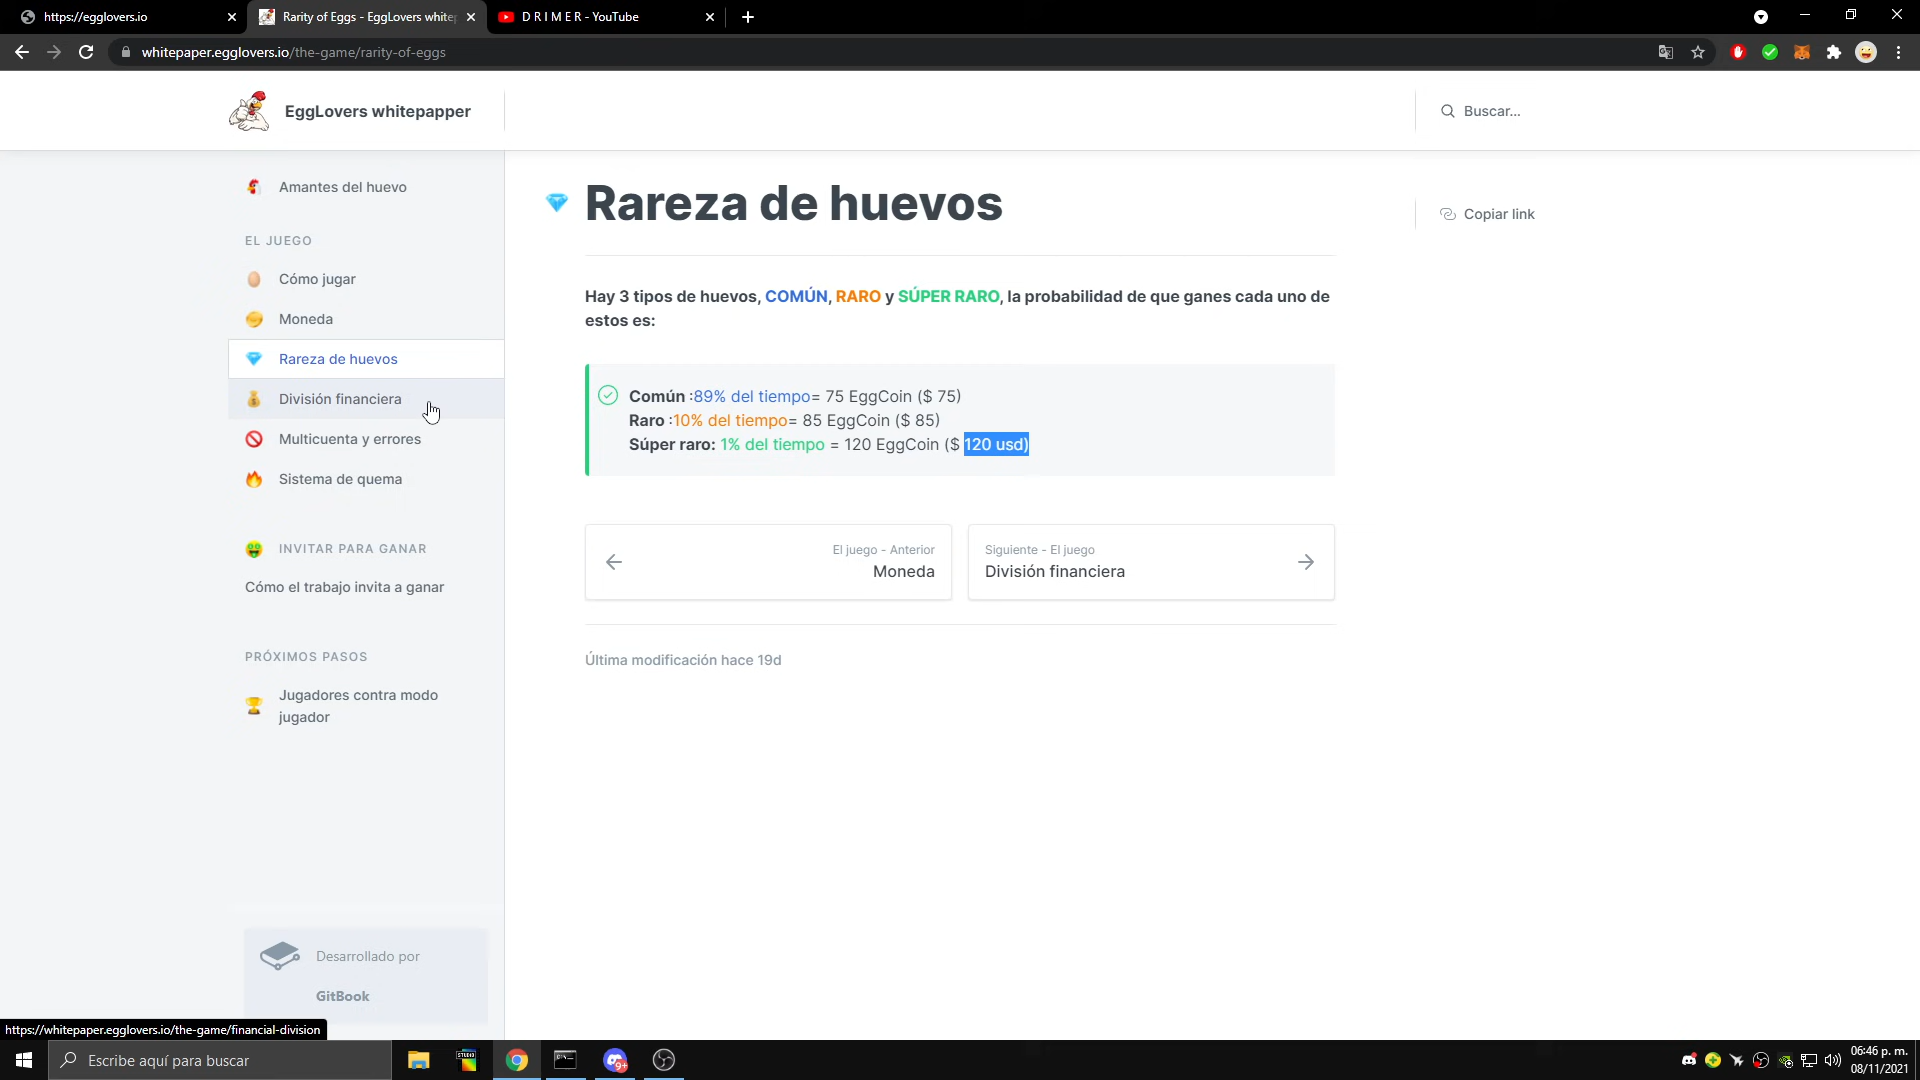 https://egglovers.io
Rarity of Eggs - EggLovers white
D R I M E R - YouTube
whitepaper.egglovers.io/the-game/rarity-of-eggs
EggLovers whitepapper
Buscar...
Amantes del huevo
EL JUEGO
Cómo jugar
Moneda
Rareza de huevos
División financiera
Multicuenta y errores
Sistema de quema
INVITAR PARA GANAR
Cómo el trabajo invita a ganar
PRÓXIMOS PASOS
Jugadores contra modo
jugador
Desarrollado por
GitBook
Rareza de huevos
Copiar link
Hay 3 tipos de huevos, COMÚN, RARO y SÚPER RARO, la probabilidad de que ganes cada uno de
estos es:
Común :89% del tiempo= 75 EggCoin ($ 75)
Raro :10% del tiempo= 85 EggCoin ($ 85)
Súper raro: 1% del tiempo = 120 EggCoin ($ 120 usd)
El juego - Anterior
Moneda
Siguiente - El juego
División financiera
Última modificación hace 19d
https://whitepaper.egglovers.io/the-game/financial-division
Escribe aquí para buscar
STUDIO
9+
06:46 p. m.
08/11/2021